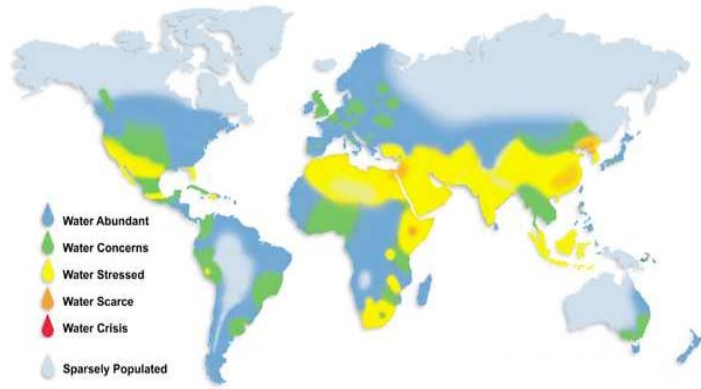 Water Abundant
Water Concerns
Water Stressed
Water Scarce
Water Crisis
Sparsely Populated